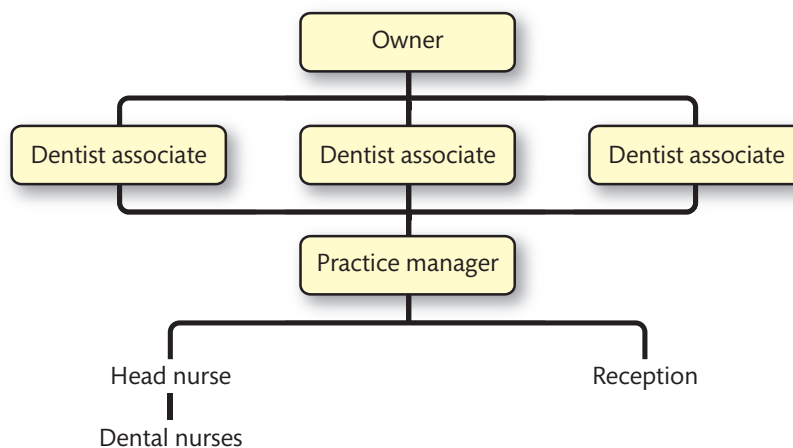 Owner
Dentist associate
Dentist associate
Dentist associate
Practice manager
Head nurse
Reception
Dental nurses